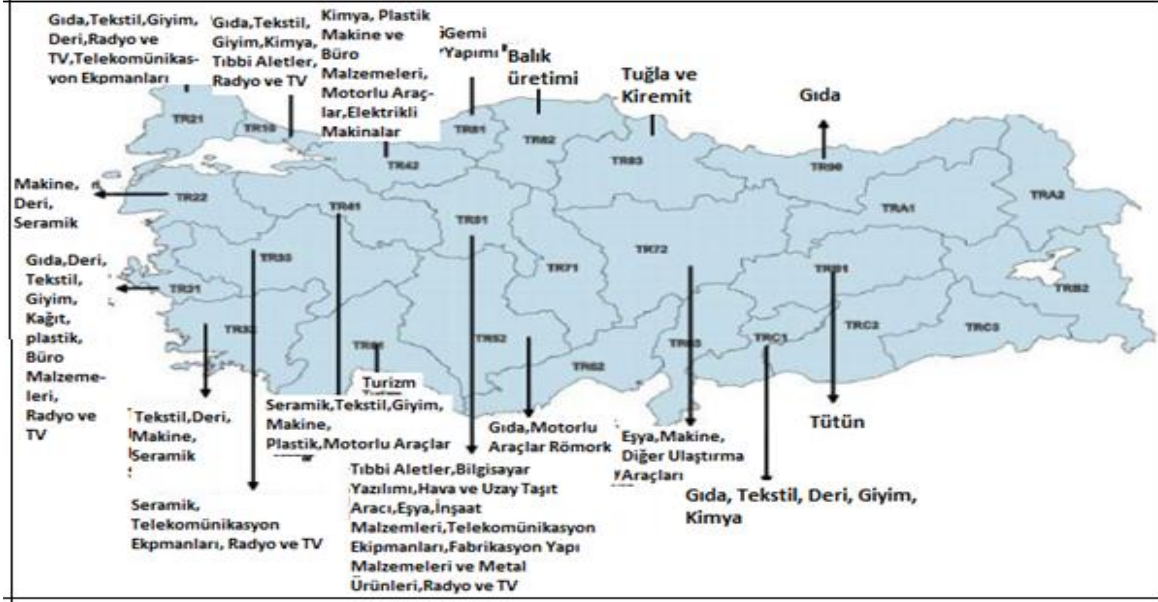 Gıda,Tekstil,Giyim,
Deri,Radyo ve
TV,Telekomünikas-
yon Ekpmanları
Gıda,Tekstil,
Giyim,Kimya,
Tıbbi Aletler,
Radyo ve TV
Kimya, Plastik
Makine ve
Büro
Malzemeleri,
Motorlu Araç-
lar,Elektrikli
Makinalar
Gemi
Yapımı
Balık
üretimi
Tuğla ve
Kiremit
Gıda
TR21
TR10
TR42
TR81
TR82
TR83
TR90
TRA1
TRA2
Makine,
Deri,
Seramik
TR22
TR41
TR51
TR72
TR71
TRB1
TRB2
Gıda,Deri,
Tekstil,
Giyim,
Kağıt,
plastik,
Büro
Malzeme-
leri,
Radyo ve
TV
TR33
TR31
TR32
TR61
TR52
TR62
TR63
TRC1
TRC2
TRC3
Turizm
Tekstil,Deri,
Makine,
Seramik
Seramik,Tekstil,Giyim,
Makine,
Plastik,Motorlu Araçlar
Gıda,Motorlu
Araçlar Römork
Eşya,Makine,
Diğer Ulaştırma
Araçları
Tütün
Gıda, Tekstil, Deri, Giyim,
Kimya
Seramik,
Telekomünikasyon
Ekpmanları, Radyo ve TV
Tıbbi Aletler,Bilgisayar
Yazılımı,Hava ve Uzay Taşıt
Aracı,Eşya,İnşaat
Malzemleri,Telekomünikasyon
Ekipmanları,Fabrikasyon Yapı
Malzemeleri ve Metal
Ürünleri,Radyo ve TV